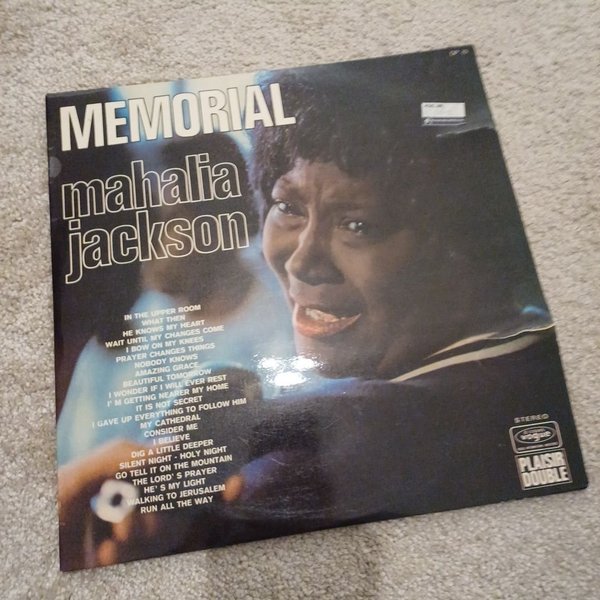 MEMORIAL
mahalia
jackson
IN THE UPPER ROOM
WHAT THEN
HE KNOWS MY HEART
WAIT UNTIL MY CHANGES COME
I BOW ON MY KNEES
PRAYER CHANGES THINGS
NOBODY KNOWS
AMAZING GRACE
BEAUTIFUL TOMORROW
I WONDER IF I WILL EVER REST
I' M GETTING NEARER MY HOME
IT IS NOT SECRET
I GAVE UP EVERYTHING TO FOLLOW HIM
MY CATHEDRAL
CONSIDER ME
I BELIEVE
DIG A LITTLE DEEPER
SILENT NIGHT - HOLY NIGHT
GO TELL IT ON THE MOUNTAIN
THE LORD' S PRAYER
HE' S MY LIGHT
WALKING TO JERUSALEM
RUN ALL THE WAY
STEREO
vogue
PLAISIR
DOUBLE